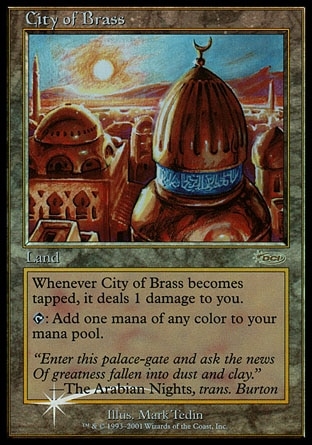 City of Brass
DCI
Land
Whenever City of Brass becomes
tapped, it deals 1 damage to you.
: Add one mana of any color to your
mana pool.
"Enter this palace-gate and ask the news
Of greatness fallen into dust and clay."
—The Arabian Nights, trans. Burton
Illus. Mark Tedin
™ & © 1993-2001 Wizards of the Coast, Inc.